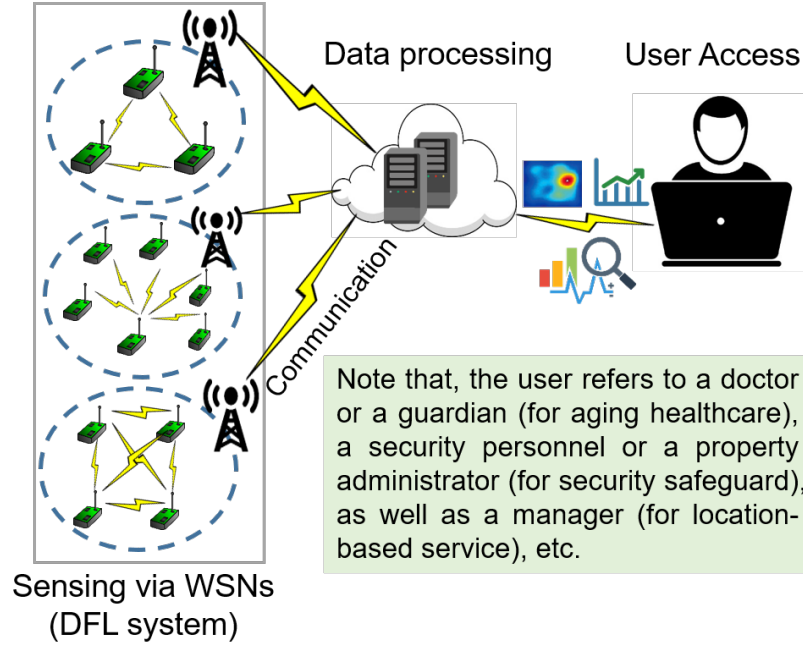 Data processing
User Access
Communication
Note that, the user refers to a doctor
or a guardian (for aging healthcare),
a security personnel or a property
administrator (for security safeguard),
as well as a manager (for location-
based service), etc.
Sensing via WSNs
(DFL system)